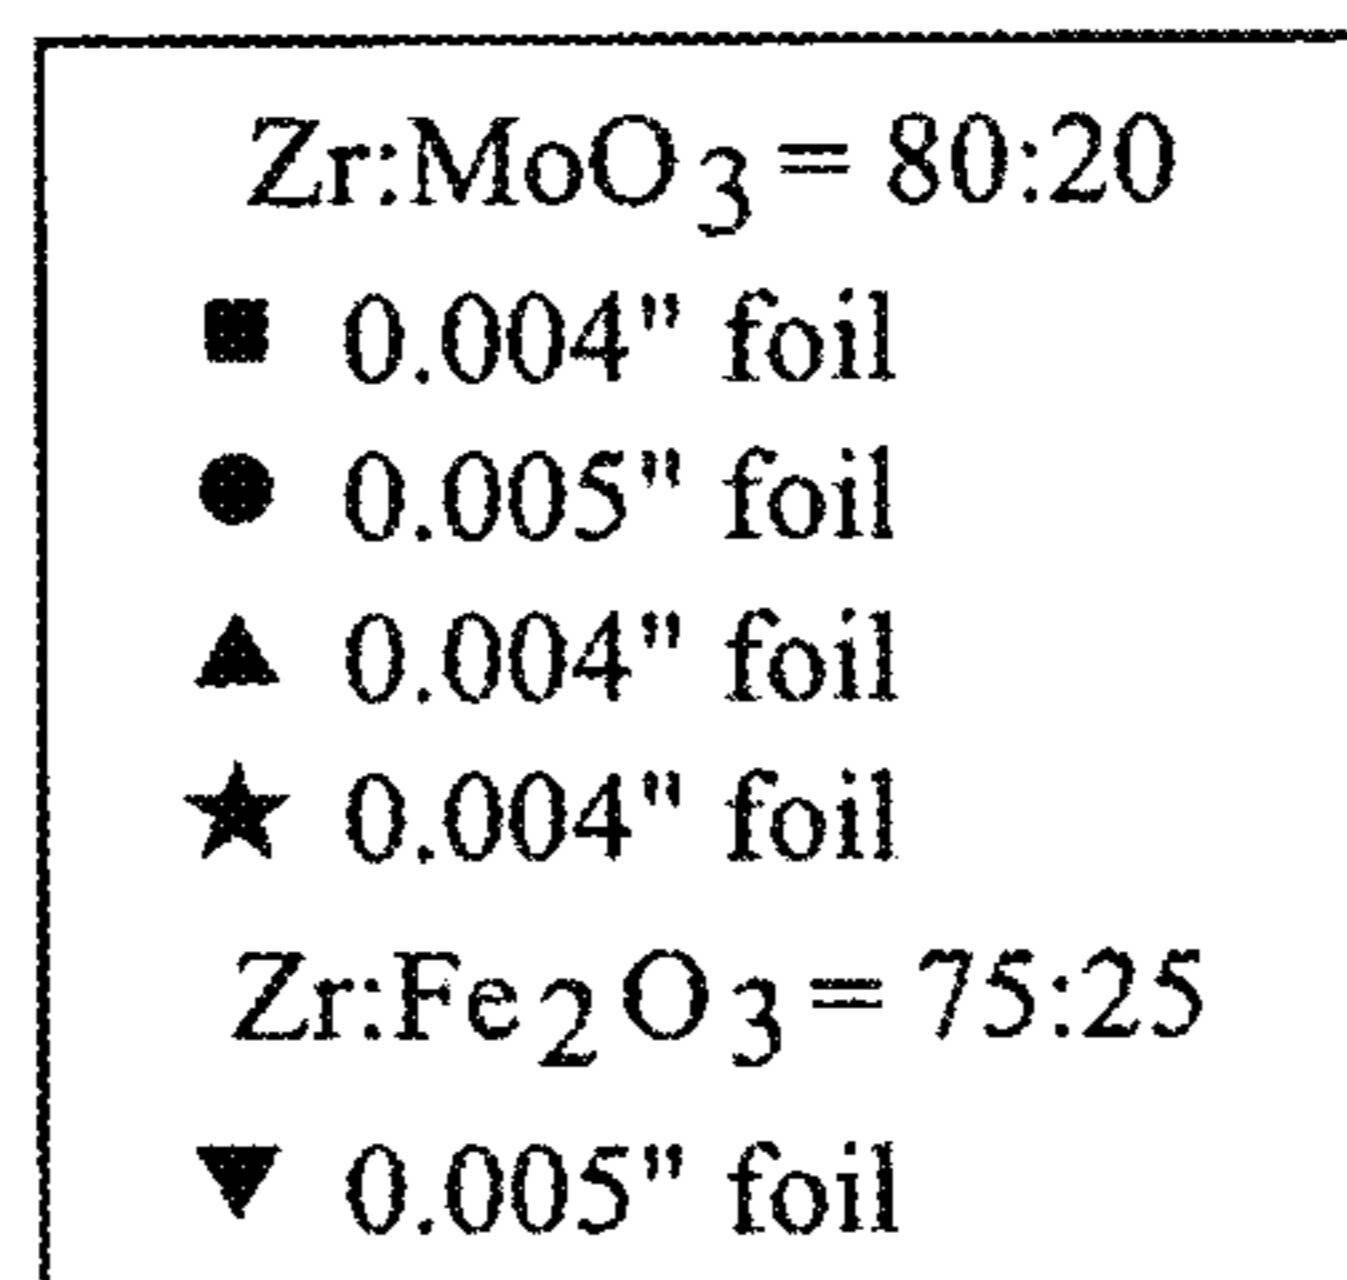 Zr:MoO3 = 80:20
■ 0.004" foil
● 0.005" foil
▲ 0.004" foil
★ 0.004" foil
Zr:Fe2O3 = 75:25
▼ 0.005" foil